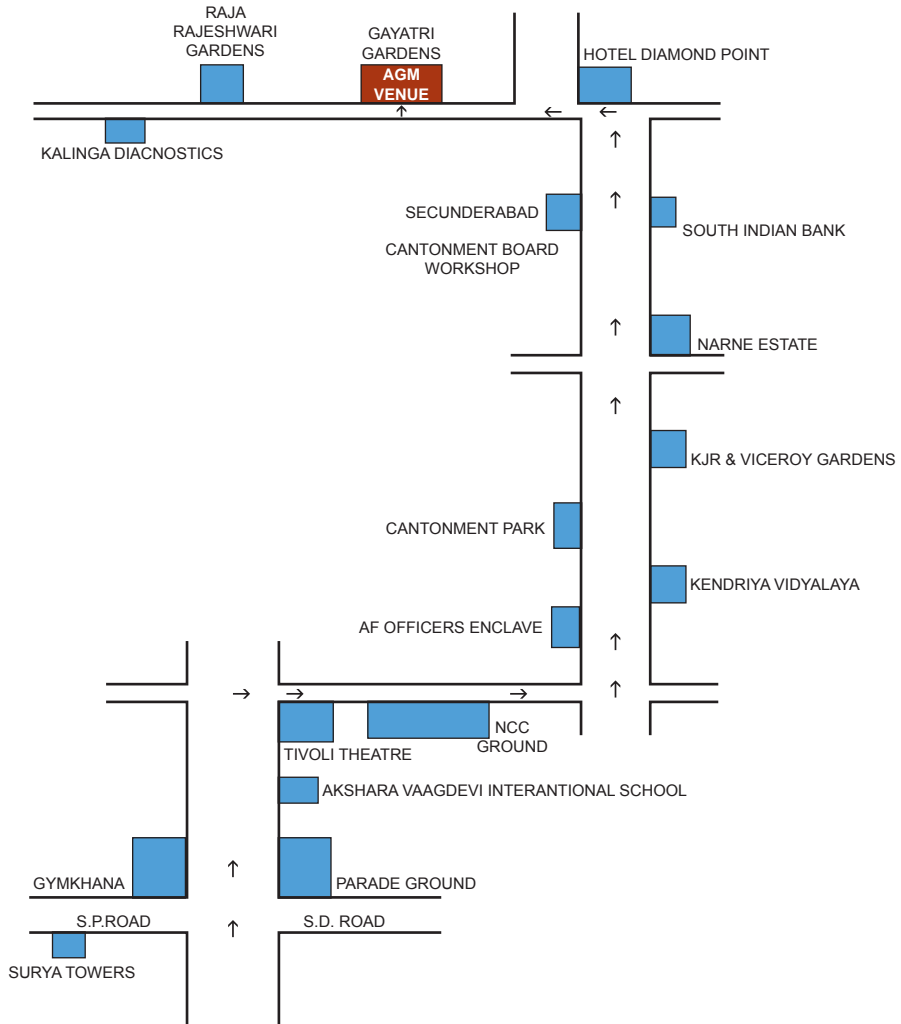 RAJA
RAJESHWARI
GARDENS
GAYATRI
GARDENS
AGM
VENUE
HOTEL DIAMOND POINT
KALINGA DIACNOSTICS
SECUNDERABAD
CANTONMENT BOARD
WORKSHOP
SOUTH INDIAN BANK
NARNE ESTATE
KJR & VICEROY GARDENS
CANTONMENT PARK
KENDRIYA VIDYALAYA
AF OFFICERS ENCLAVE
NCC
GROUND
TIVOLI THEATRE
AKSHARA VAAGDEVI INTERANTIONAL SCHOOL
GYMKHANA
PARADE GROUND
S.P.ROAD
S.D. ROAD
SURYA TOWERS